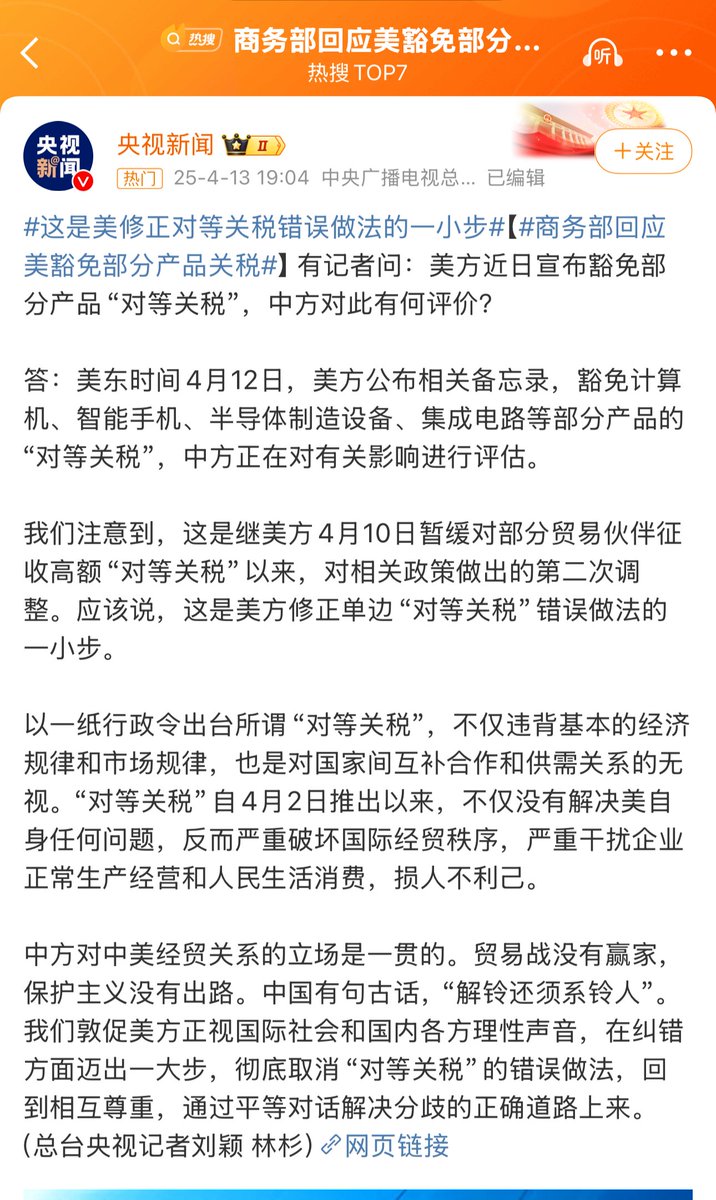 热搜 商务部回应美豁免部分...
听
热搜 TOP7
央视
新闻
央视新闻 II
+关注
热门 25-4-13 19:04 中央广播电视总... 已编辑
#这是美修正对等关税错误做法的一小步#【#商务部回应
美豁免部分产品关税#】有记者问：美方近日宣布豁免部
分产品“对等关税”，中方对此有何评价？
答：美东时间4月12日，美方公布相关备忘录，豁免计算
机、智能手机、半导体制造设备、集成电路等部分产品的
“对等关税”，中方正在对有关影响进行评估。
我们注意到，这是继美方4月10日暂缓对部分贸易伙伴征
收高额“对等关税”以来，对相关政策做出的第二次调
整。应该说，这是美方修正单边“对等关税”错误做法的
一小步。
以一纸行政令出台所谓“对等关税”，不仅违背基本的经济
规律和市场规律，也是对国家间互补合作和供需关系的无
视。“对等关税”自4月2日推出以来，不仅没有解决美自
身任何问题，反而严重破坏国际经贸秩序，严重干扰企业
正常生产经营和人民生活消费，损人不利己。
中方对中美经贸关系的立场是一贯的。贸易战没有赢家，
保护主义没有出路。中国有句古话，“解铃还须系铃人”。
我们敦促美方正视国际社会和国内各方理性声音，在纠错
方面迈出一大步，彻底取消“对等关税”的错误做法，回
到相互尊重，通过平等对话解决分歧的正确道路上来。
(总台央视记者刘颖 林杉) 网页链接